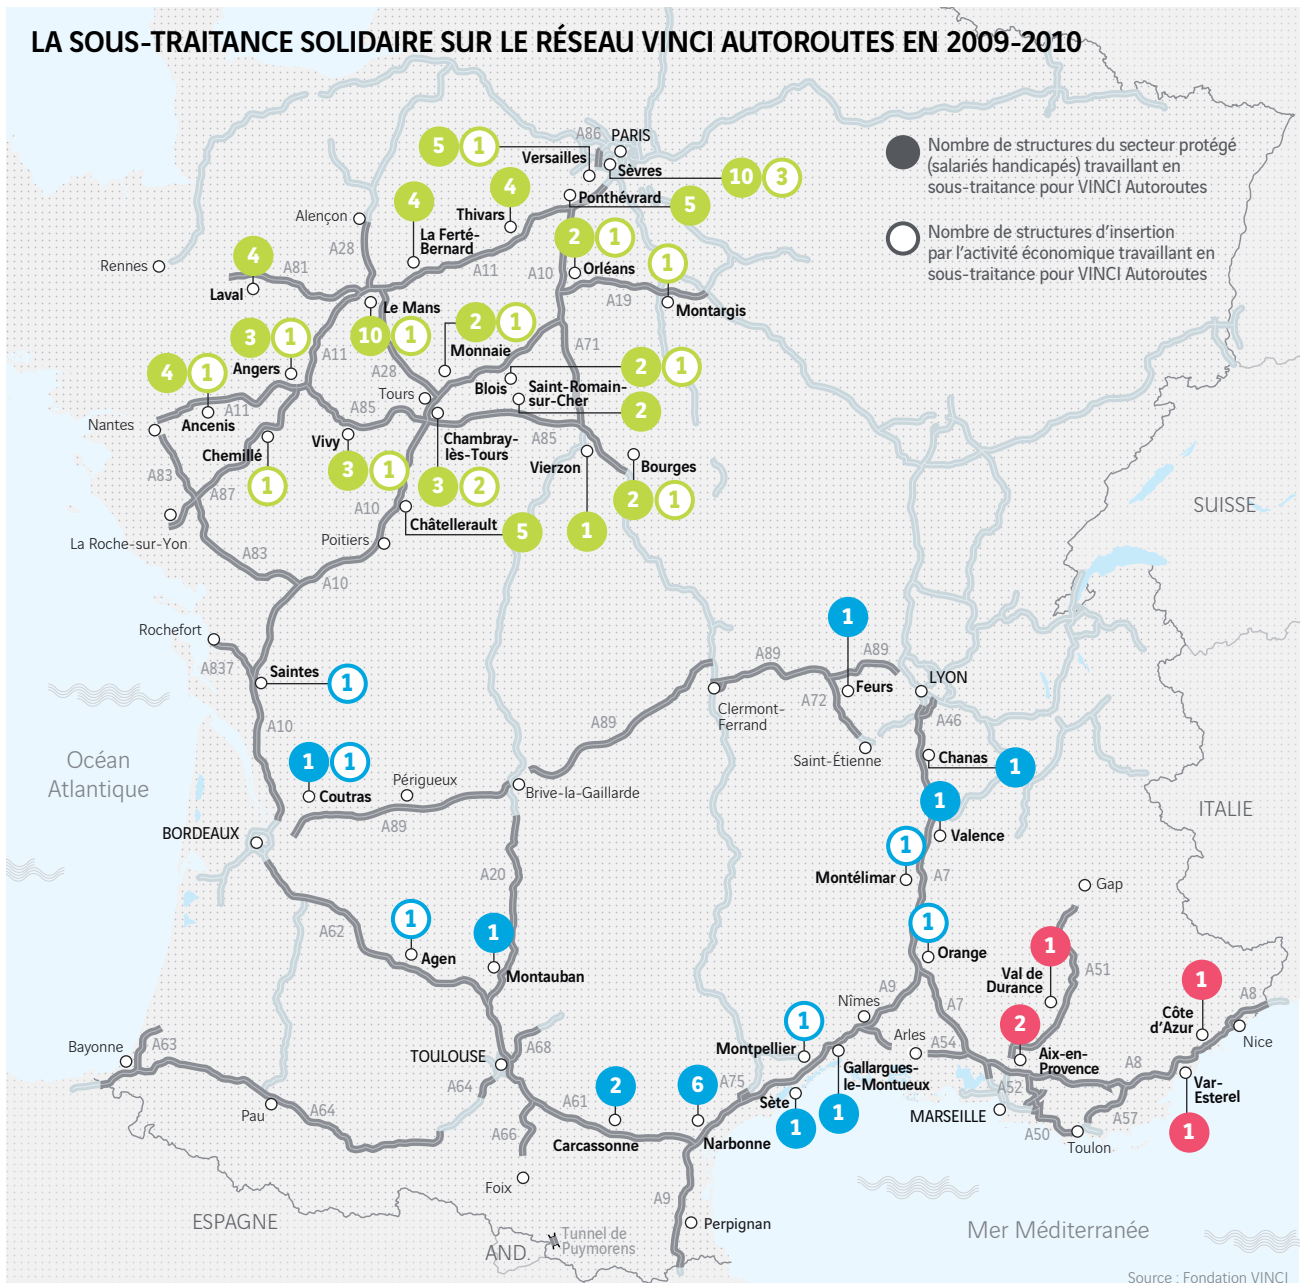 LA SOUS-TRAITANCE SOLIDAIRE SUR LE RÉSEAU VINCI AUTOROUTES EN 2009-2010
Nombre de structures du secteur protégé
(salariés handicapés) travaillant en
sous-traitance pour VINCI Autoroutes
Nombre de structures d'insertion
par l'activité économique travaillant en
sous-traitance pour VINCI Autoroutes
A86
PARIS
5
1
Versailles
Sèvres
10
3
4
4
Thivars
Ponthévrard
5
Alençon
La Ferté-
Bernard
2
1
Orléans
A28
A11
A10
1
Rennes
4
A81
Laval
A19
Montargis
Le Mans
10
1
2
1
Monnaie
3
1
Angers
A11
A28
A71
4
1
Ancenis
A11
Blois
2
1
Saint-Romain-
sur-Cher
2
Tours
A85
Nantes
Chemillé
1
Vivy
3
1
Chambray-
lès-Tours
3
2
A85
Vierzon
1
Bourges
2
1
A83
A87
A10
Châtellerault
5
SUISSE
La Roche-sur-Yon
Poitiers
A83
A10
Rochefort
A837
Saintes
1
1
A89
A89
Feurs
LYON
A72
Clermont-
Ferrand
A46
A10
A89
Saint-Étienne
Chanas
1
Océan
Atlantique
1
1
Coutras
Périgueux
Brive-la-Gaillarde
1
Valence
ITALIE
BORDEAUX
A89
1
Montélimar
A7
A20
Gap
1
Agen
A62
1
Montauban
1
Orange
1
Val de
Durance
A51
1
Côte
d'Azur
A8
Nice
A9
Nîmes
A7
2
Aix-en-
Provence
Bayonne
A63
TOULOUSE
A68
1
Montpellier
Arles
A54
Gallargues-
le-Montueux
1
A8
Var-
Esterel
1
A64
2
6
A75
Sète
1
A52
MARSEILLE
Pau
A64
A61
Carcassonne
Narbonne
A50
A57
Toulon
A66
Foix
A9
ESPAGNE
Perpignan
Mer Méditerranée
AND.
Tunnel de
Puymorens
Source : Fondation VINCI